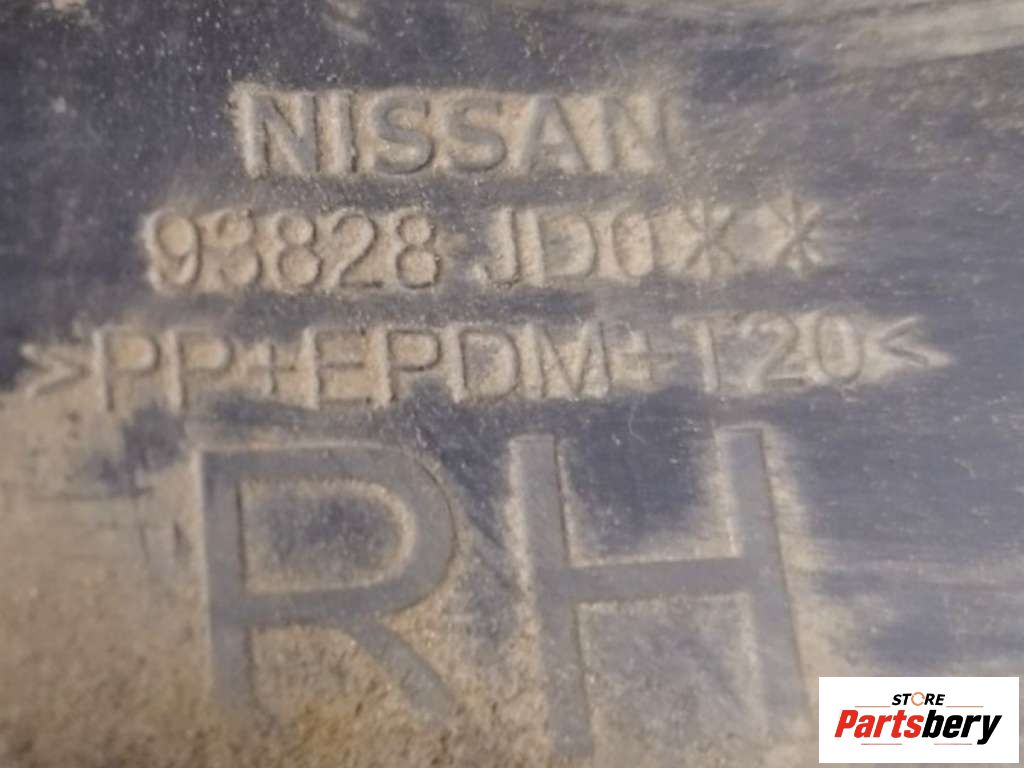 NISSAN
93828 JD0**
>PP+EPDM+T20<
RH
STORE
Partsbery